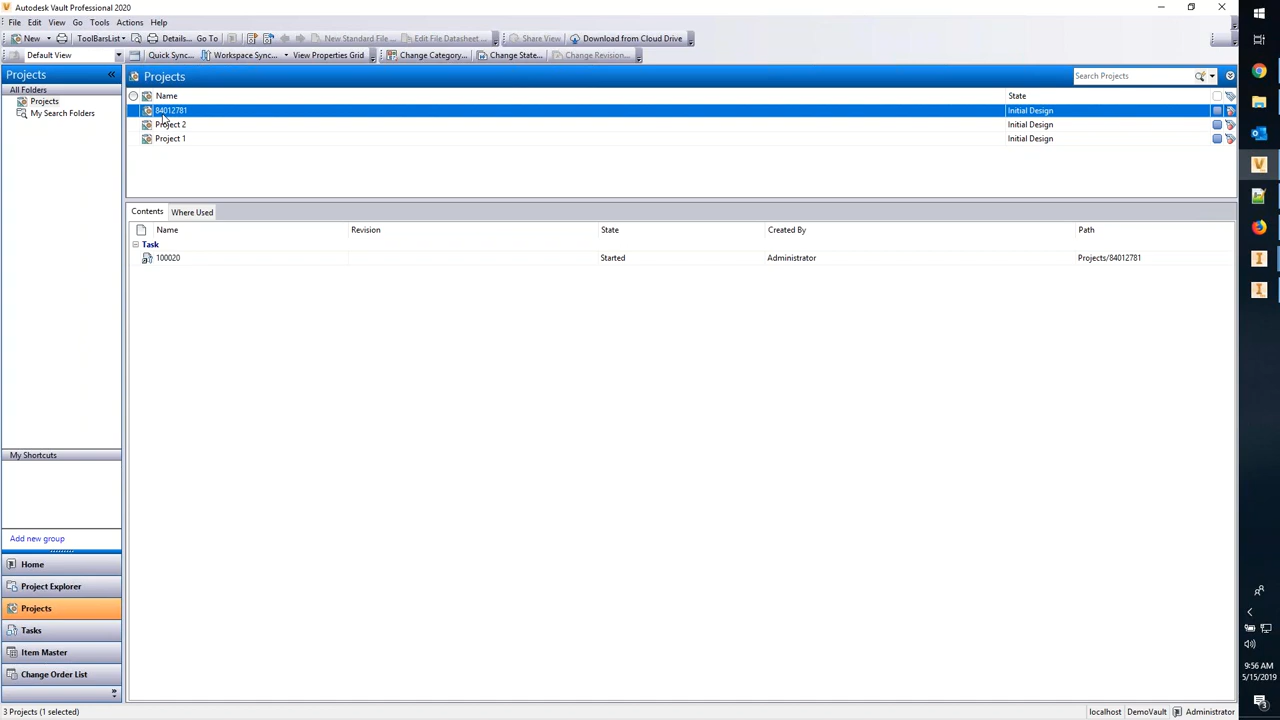 Autodesk Vault Professional 2020
File Edit View Go Tools Actions Help
New ToolBarsList Details... Go To New Standard File ... Edit File Datasheet ... Share View Download from Cloud Drive
Default View Quick Sync... Workspace Sync... View Properties Grid Change Category... Change State... Change Revision...
Projects «
Projects
Search Projects
All Folders
Projects
My Search Folders
Name State
84012781 Initial Design
Project 2 Initial Design
Project 1 Initial Design
Contents Where Used
Name Revision State Created By Path
Task
100020 Started Administrator Projects/84012781
My Shortcuts
Add new group
Home
Project Explorer
Projects
Tasks
Item Master
Change Order List
»
3 Projects (1 selected)
localhost DemoVault Administrator
9:56 AM
5/15/2019
3